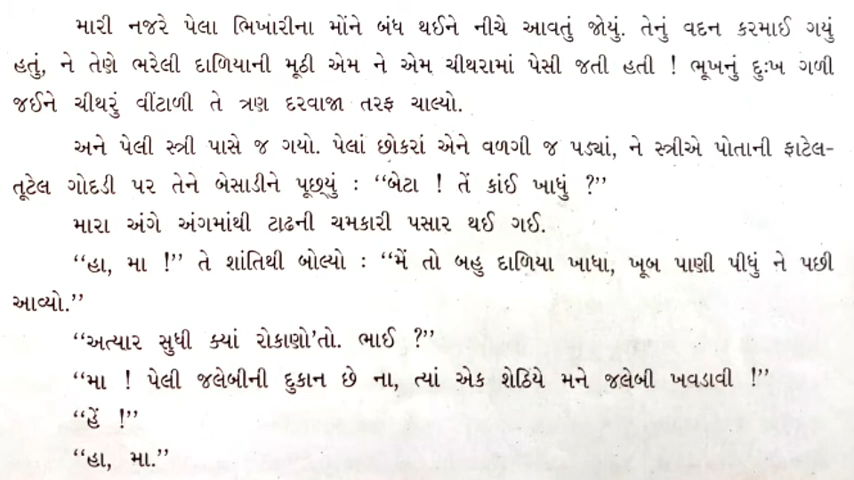 મારી નજરે પેલા ભિખારીના મોંને બંધ થઈને નીચે આવતું જોયું. તેનું વદન કરમાઈ ગયું
હતું, ને તેણે ભરેલી દાળિયાની મૂઠી એમ ને એમ ચીથરામાં પેસી જતી હતી ! ભૂખનું દુઃખ ગળી
જઈને ચીથરું વીંટાળી તે ત્રણ દરવાજા તરફ ચાલ્યો.
અને પેલી સ્ત્રી પાસે જ ગયો. પેલાં છોકરાં એને વળગી જ પડ્યાં, ને સ્ત્રીએ પોતાની ફાટેલ-
તૂટેલ ગોદડી પર તેને બેસાડીને પૂછ્યું : “બેટા ! તેં કાંઈ ખાધું ?”
મારા અંગે અંગમાંથી ટાઢની ચમકારી પસાર થઈ ગઈ.
“હા, મા !” તે શાંતિથી બોલ્યો : “મેં તો બહુ દાળિયા ખાધા, ખૂબ પાણી પીધું ને પછી
આવ્યો.”
“અત્યાર સુધી ક્યાં રોકાણો’તો. ભાઈ ?”
“મા ! પેલી જલેબીની દુકાન છે ના, ત્યાં એક શેઠિયે મને જલેબી ખવડાવી !”
“હેં !”
“હા, મા.”